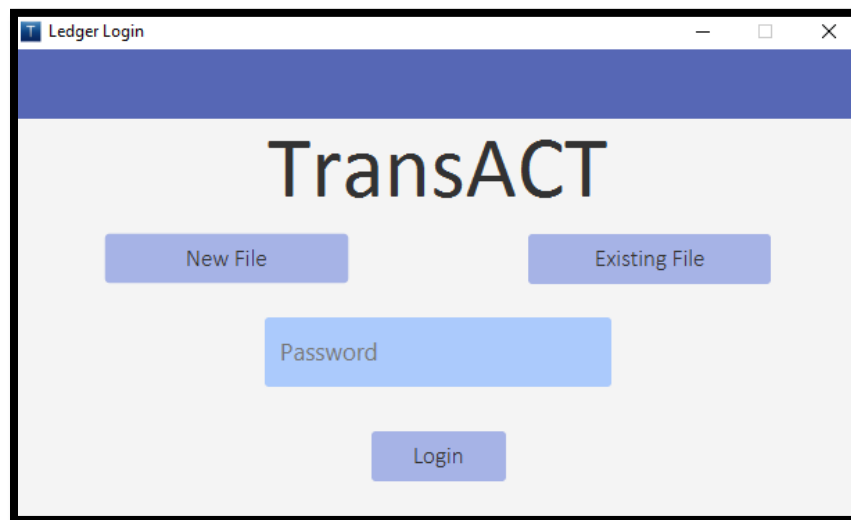 T Ledger Login
TransACT
New File Existing File
Password
Login